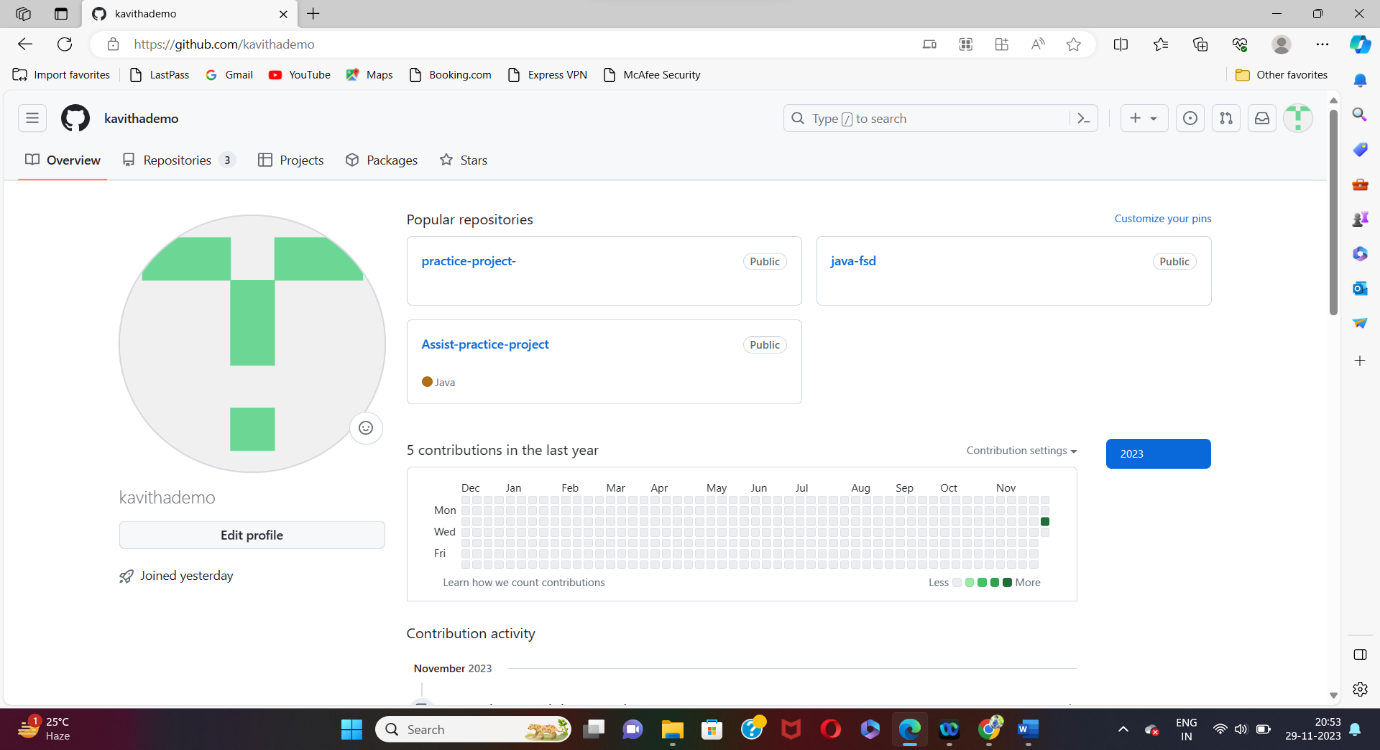 kavithademo
https://github.com/kavithademo
Import favorites LastPass Gmail YouTube Maps Booking.com Express VPN McAfee Security Other favorites
kavithademo Type / to search
Overview Repositories 3 Projects Packages Stars
Popular repositories Customize your pins
practice-project- Public java-fsd Public
Assist-practice-project Public
Java
5 contributions in the last year Contribution settings 2023
Dec Jan Feb Mar Apr May Jun Jul Aug Sep Oct Nov
Mon
Wed
Fri
Learn how we count contributions Less More
kavithademo
Edit profile
Joined yesterday
Contribution activity
November 2023
1 25°C
Haze
Search
ENG
IN
20:53
29-11-2023